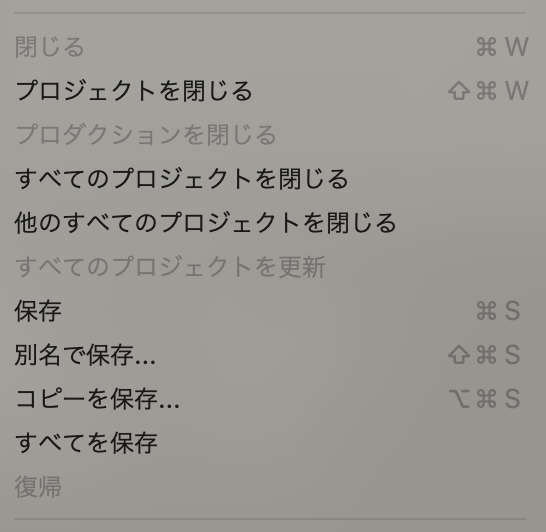 閉じる ⌘ W
プロジェクトを閉じる ⇧ ⌘ W
プロダクションを閉じる
すべてのプロジェクトを閉じる
他のすべてのプロジェクトを閉じる
すべてのプロジェクトを更新
保存 ⌘ S
別名で保存... ⇧ ⌘ S
コピーを保存... ⌥ ⌘ S
すべてを保存
復帰